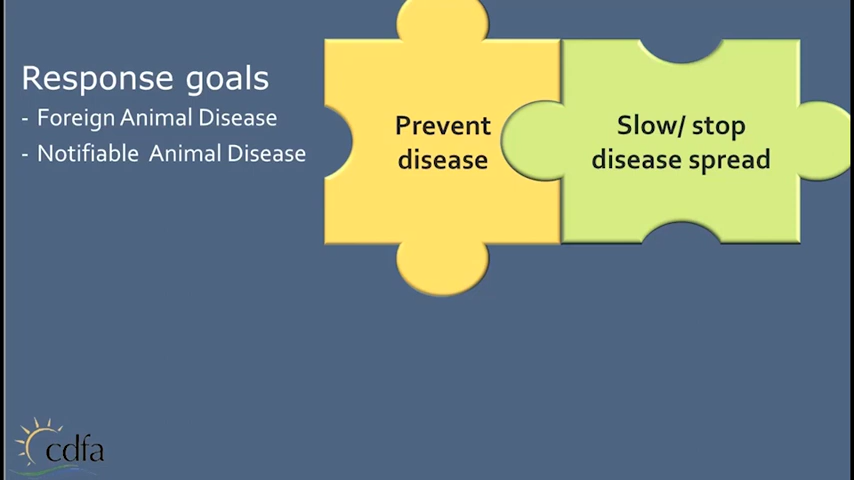 Response goals
- Foreign Animal Disease
- Notifiable Animal Disease
Prevent
disease
Slow/ stop
disease spread
cdfa